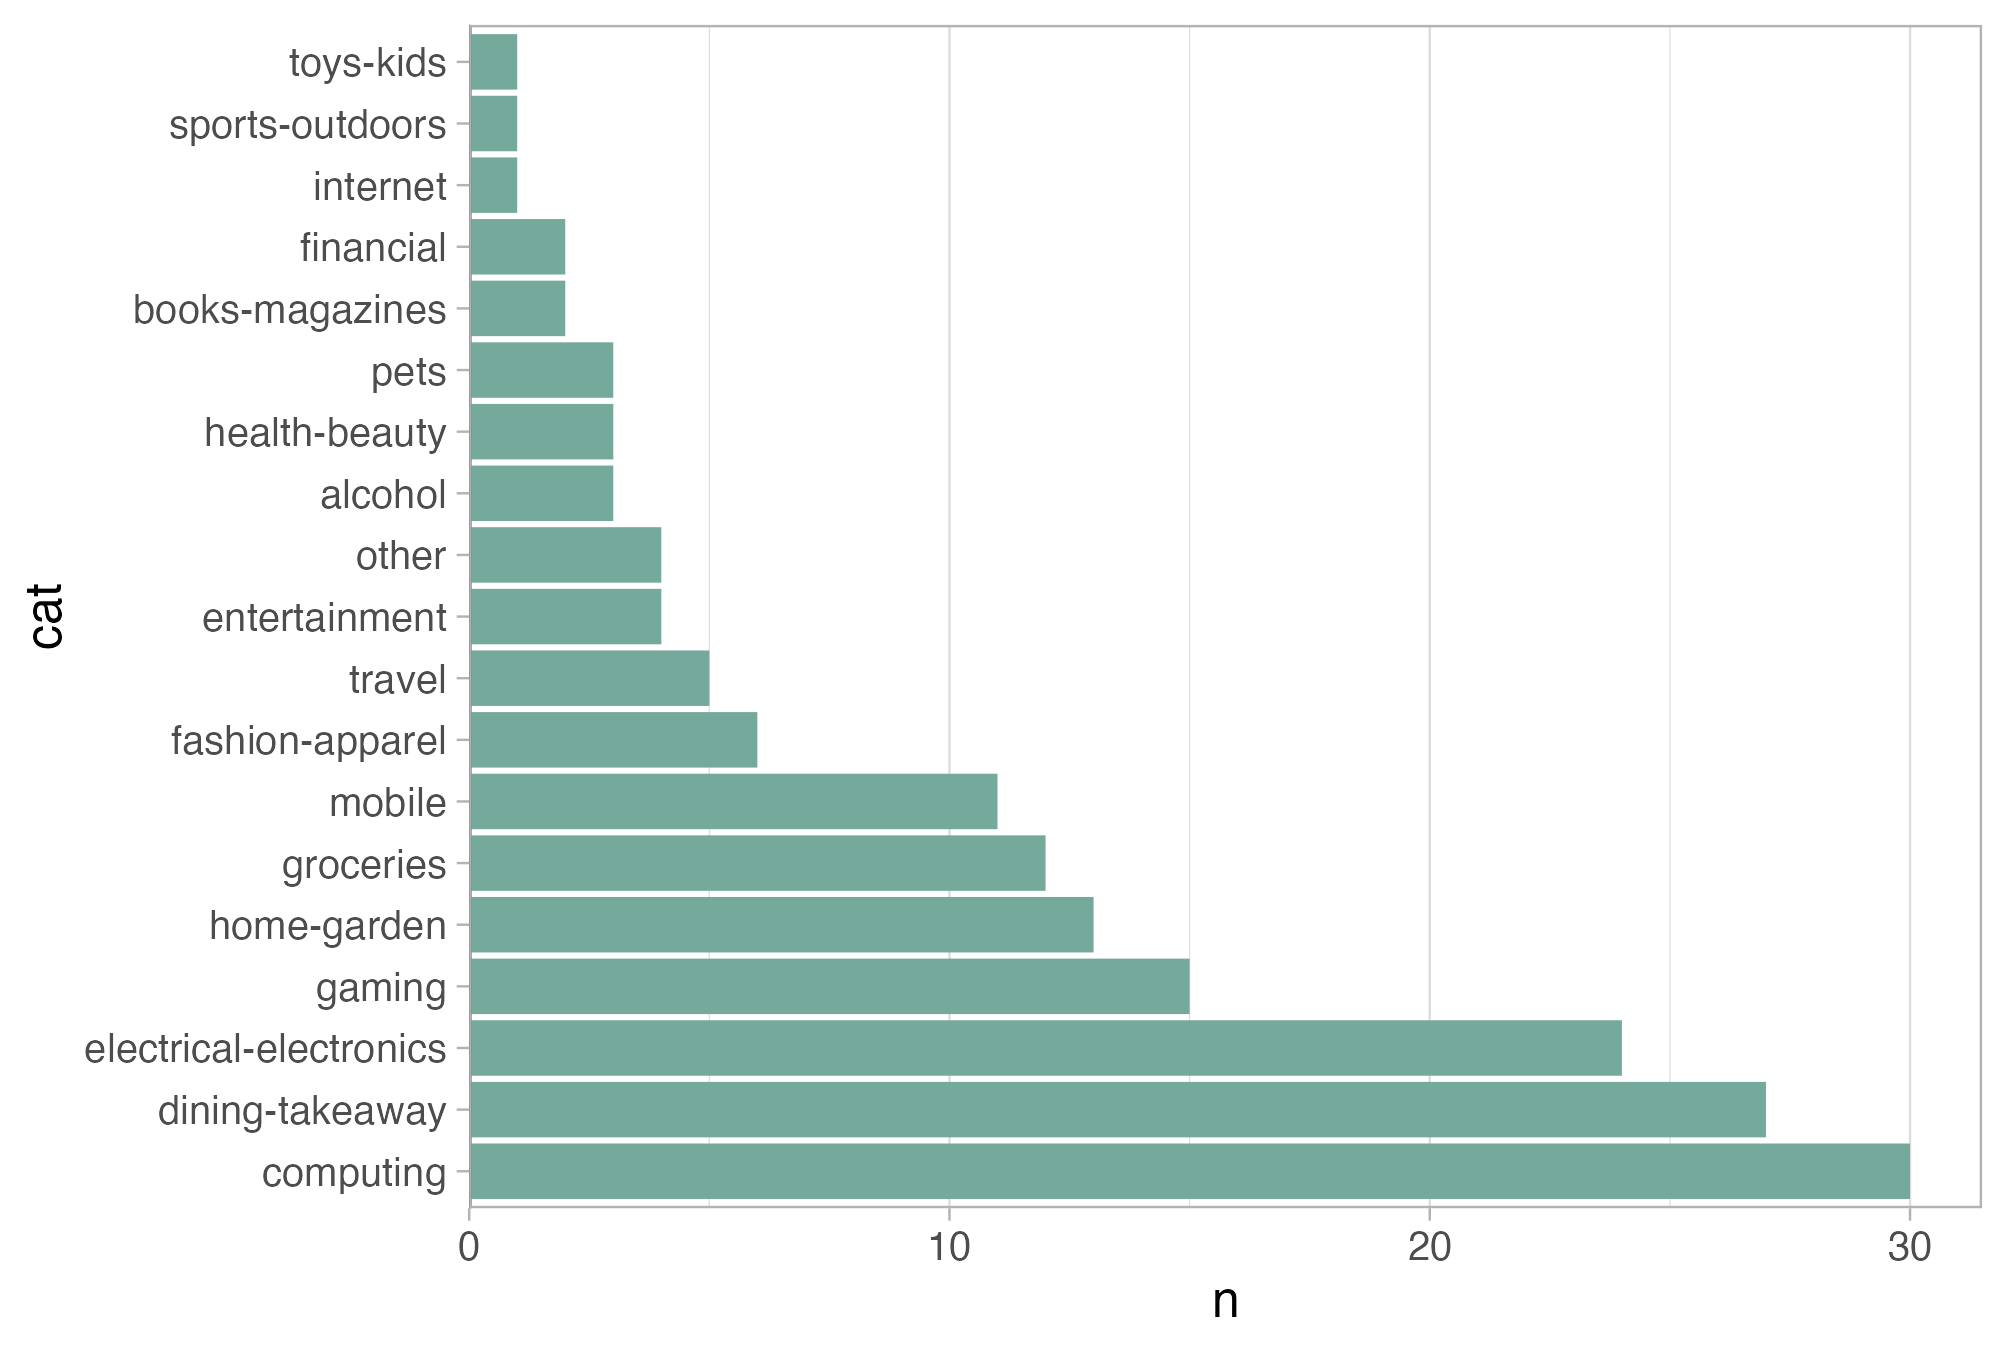 toys-kids
sports-outdoors
internet
financial
books-magazines
pets
health-beauty
alcohol
other
entertainment
travel
fashion-apparel
mobile
groceries
home-garden
gaming
electrical-electronics
dining-takeaway
computing
cat
0 10 20 30
n